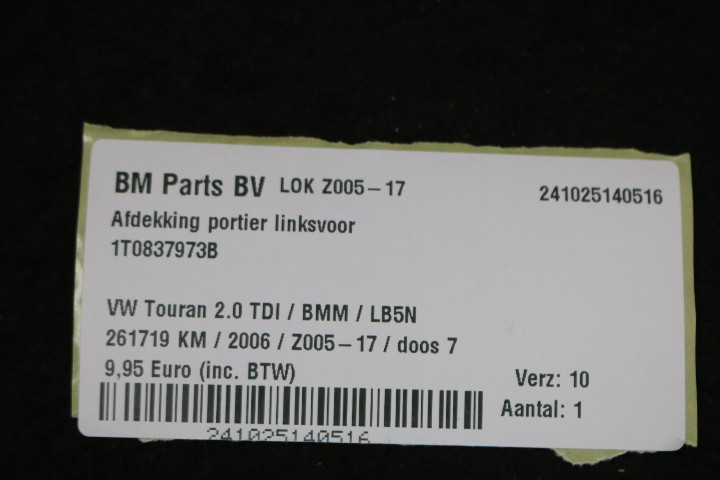 BM Parts BV LOK Z005-17 241025140516
Afdekking portier linksvoor
1T0837973B
VW Touran 2.0 TDI / BMM / LB5N
261719 KM / 2006 / Z005-17 / doos 7
9,95 Euro (inc. BTW)
Verz: 10
Aantal: 1
241025140516